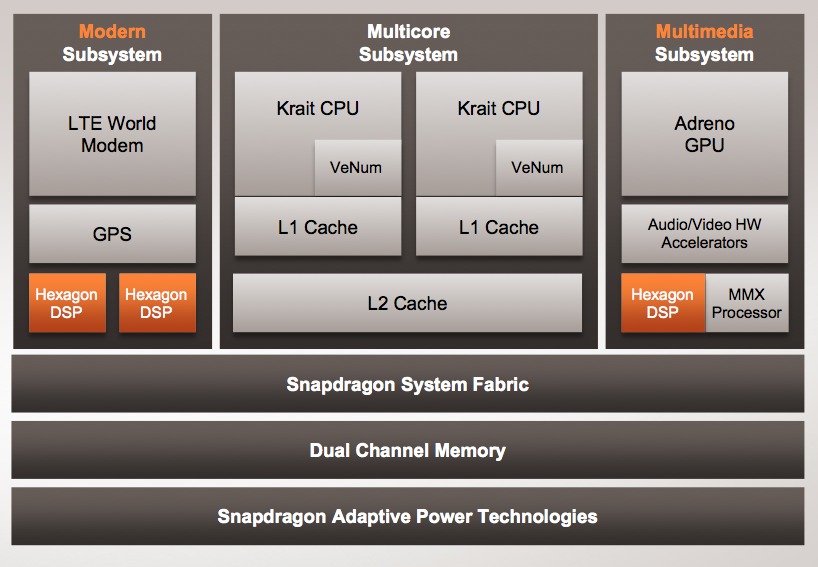 Modern
Subsystem
LTE World
Modem
GPS
Hexagon
DSP
Hexagon
DSP
Multicore
Subsystem
Krait CPU
VeNum
L1 Cache
Krait CPU
VeNum
L1 Cache
L2 Cache
Multimedia
Subsystem
Adreno
GPU
Audio/Video HW
Accelerators
Hexagon
DSP
MMX
Processor
Snapdragon System Fabric
Dual Channel Memory
Snapdragon Adaptive Power Technologies